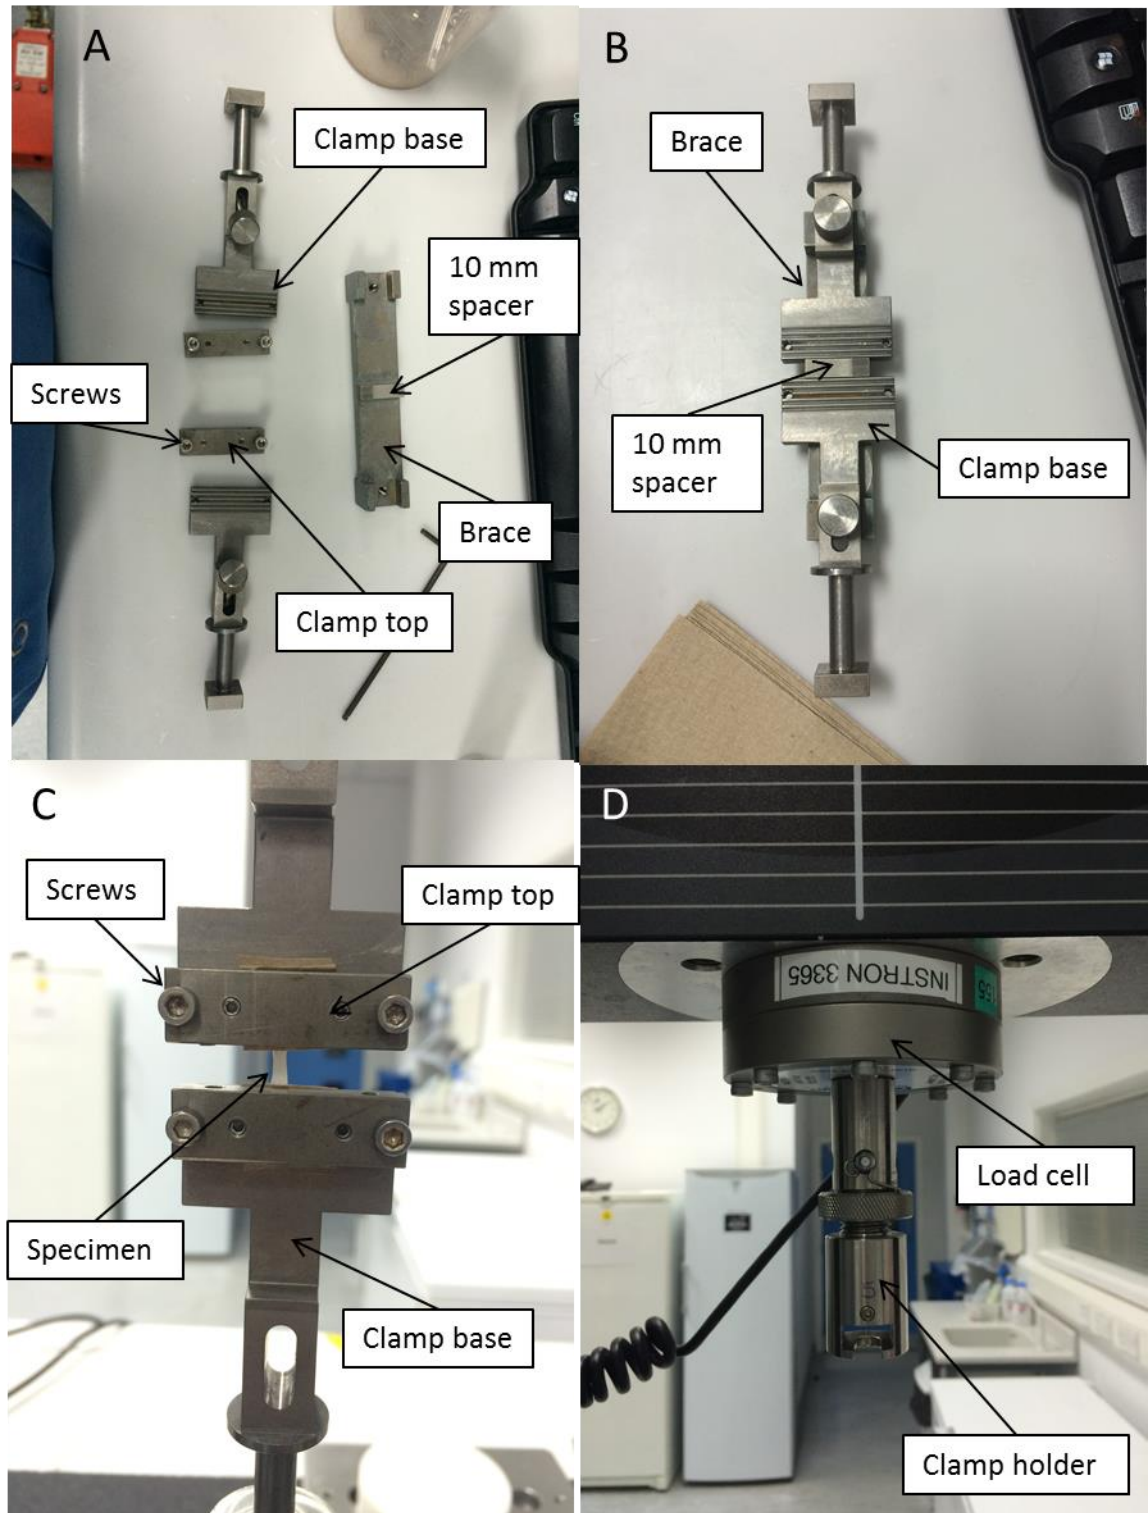 A
Clamp base
10 mm
spacer
Screws
Brace
Clamp top
B
Brace
10 mm
spacer
Clamp base
C
Screws
Clamp top
Specimen
Clamp base
D
INSTRON 3365
155
Load cell
Clamp holder